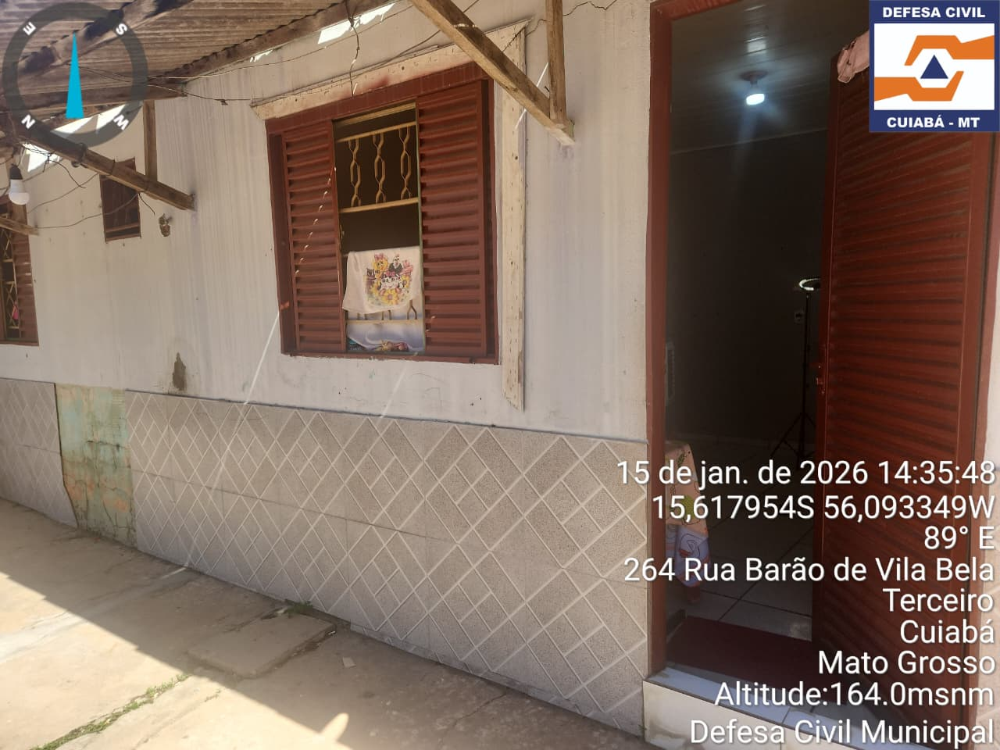 DEFESA CIVIL
CUIABÁ - MT
E
S
N
W
15 de jan. de 2026 14:35:48
15,617954S 56,093349W
89° E
264 Rua Barão de Vila Bela
Terceiro
Cuiabá
Mato Grosso
Altitude:164.0msnm
Defesa Civil Municipal